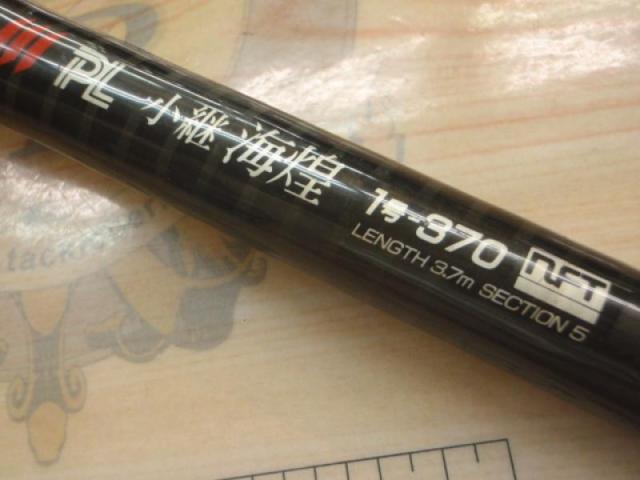 PL 小継 海煌 1号-370 NFT
LENGTH 3.7m SECTION 5
tackle